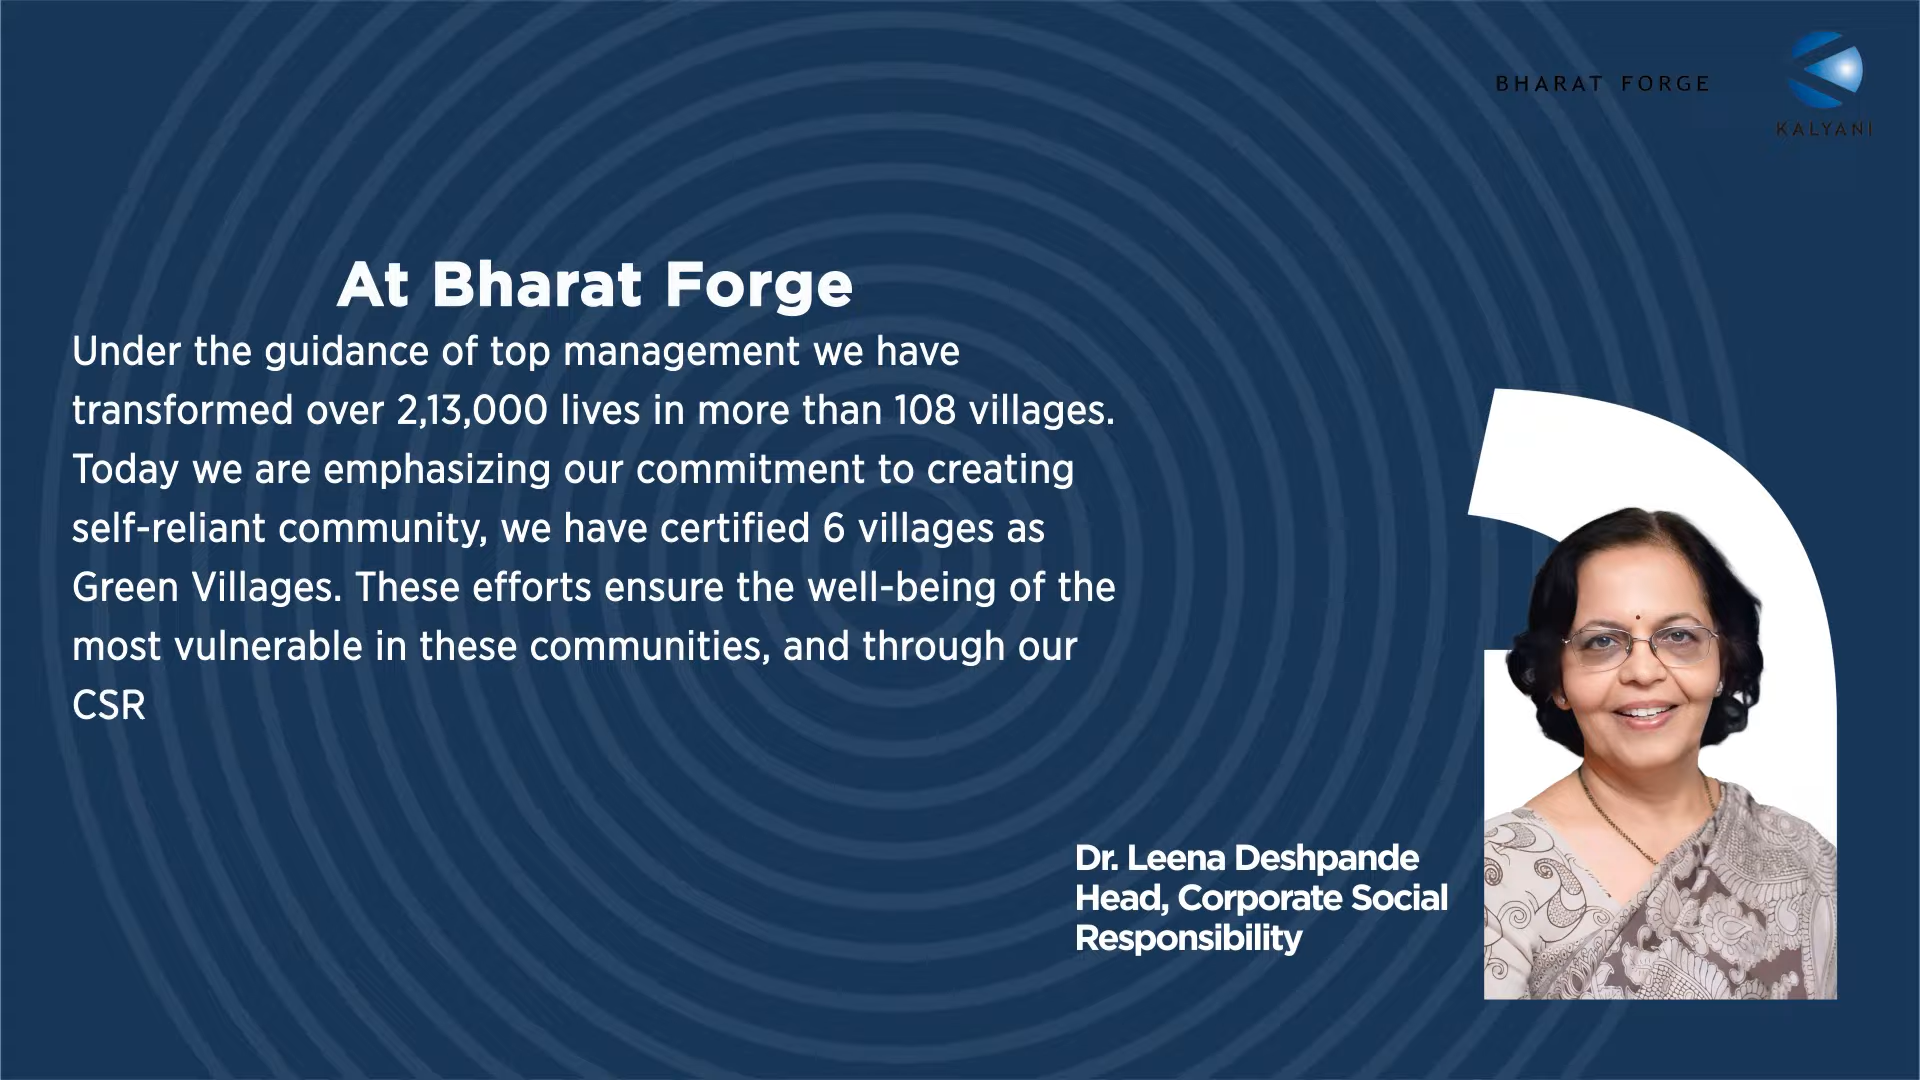 BHARAT FORGE
KALYANI
At Bharat Forge
Under the guidance of top management we have
transformed over 2,13,000 lives in more than 108 villages.
Today we are emphasizing our commitment to creating
self-reliant community, we have certified 6 villages as
Green Villages. These efforts ensure the well-being of the
most vulnerable in these communities, and through our
CSR
Dr. Leena Deshpande
Head, Corporate Social
Responsibility